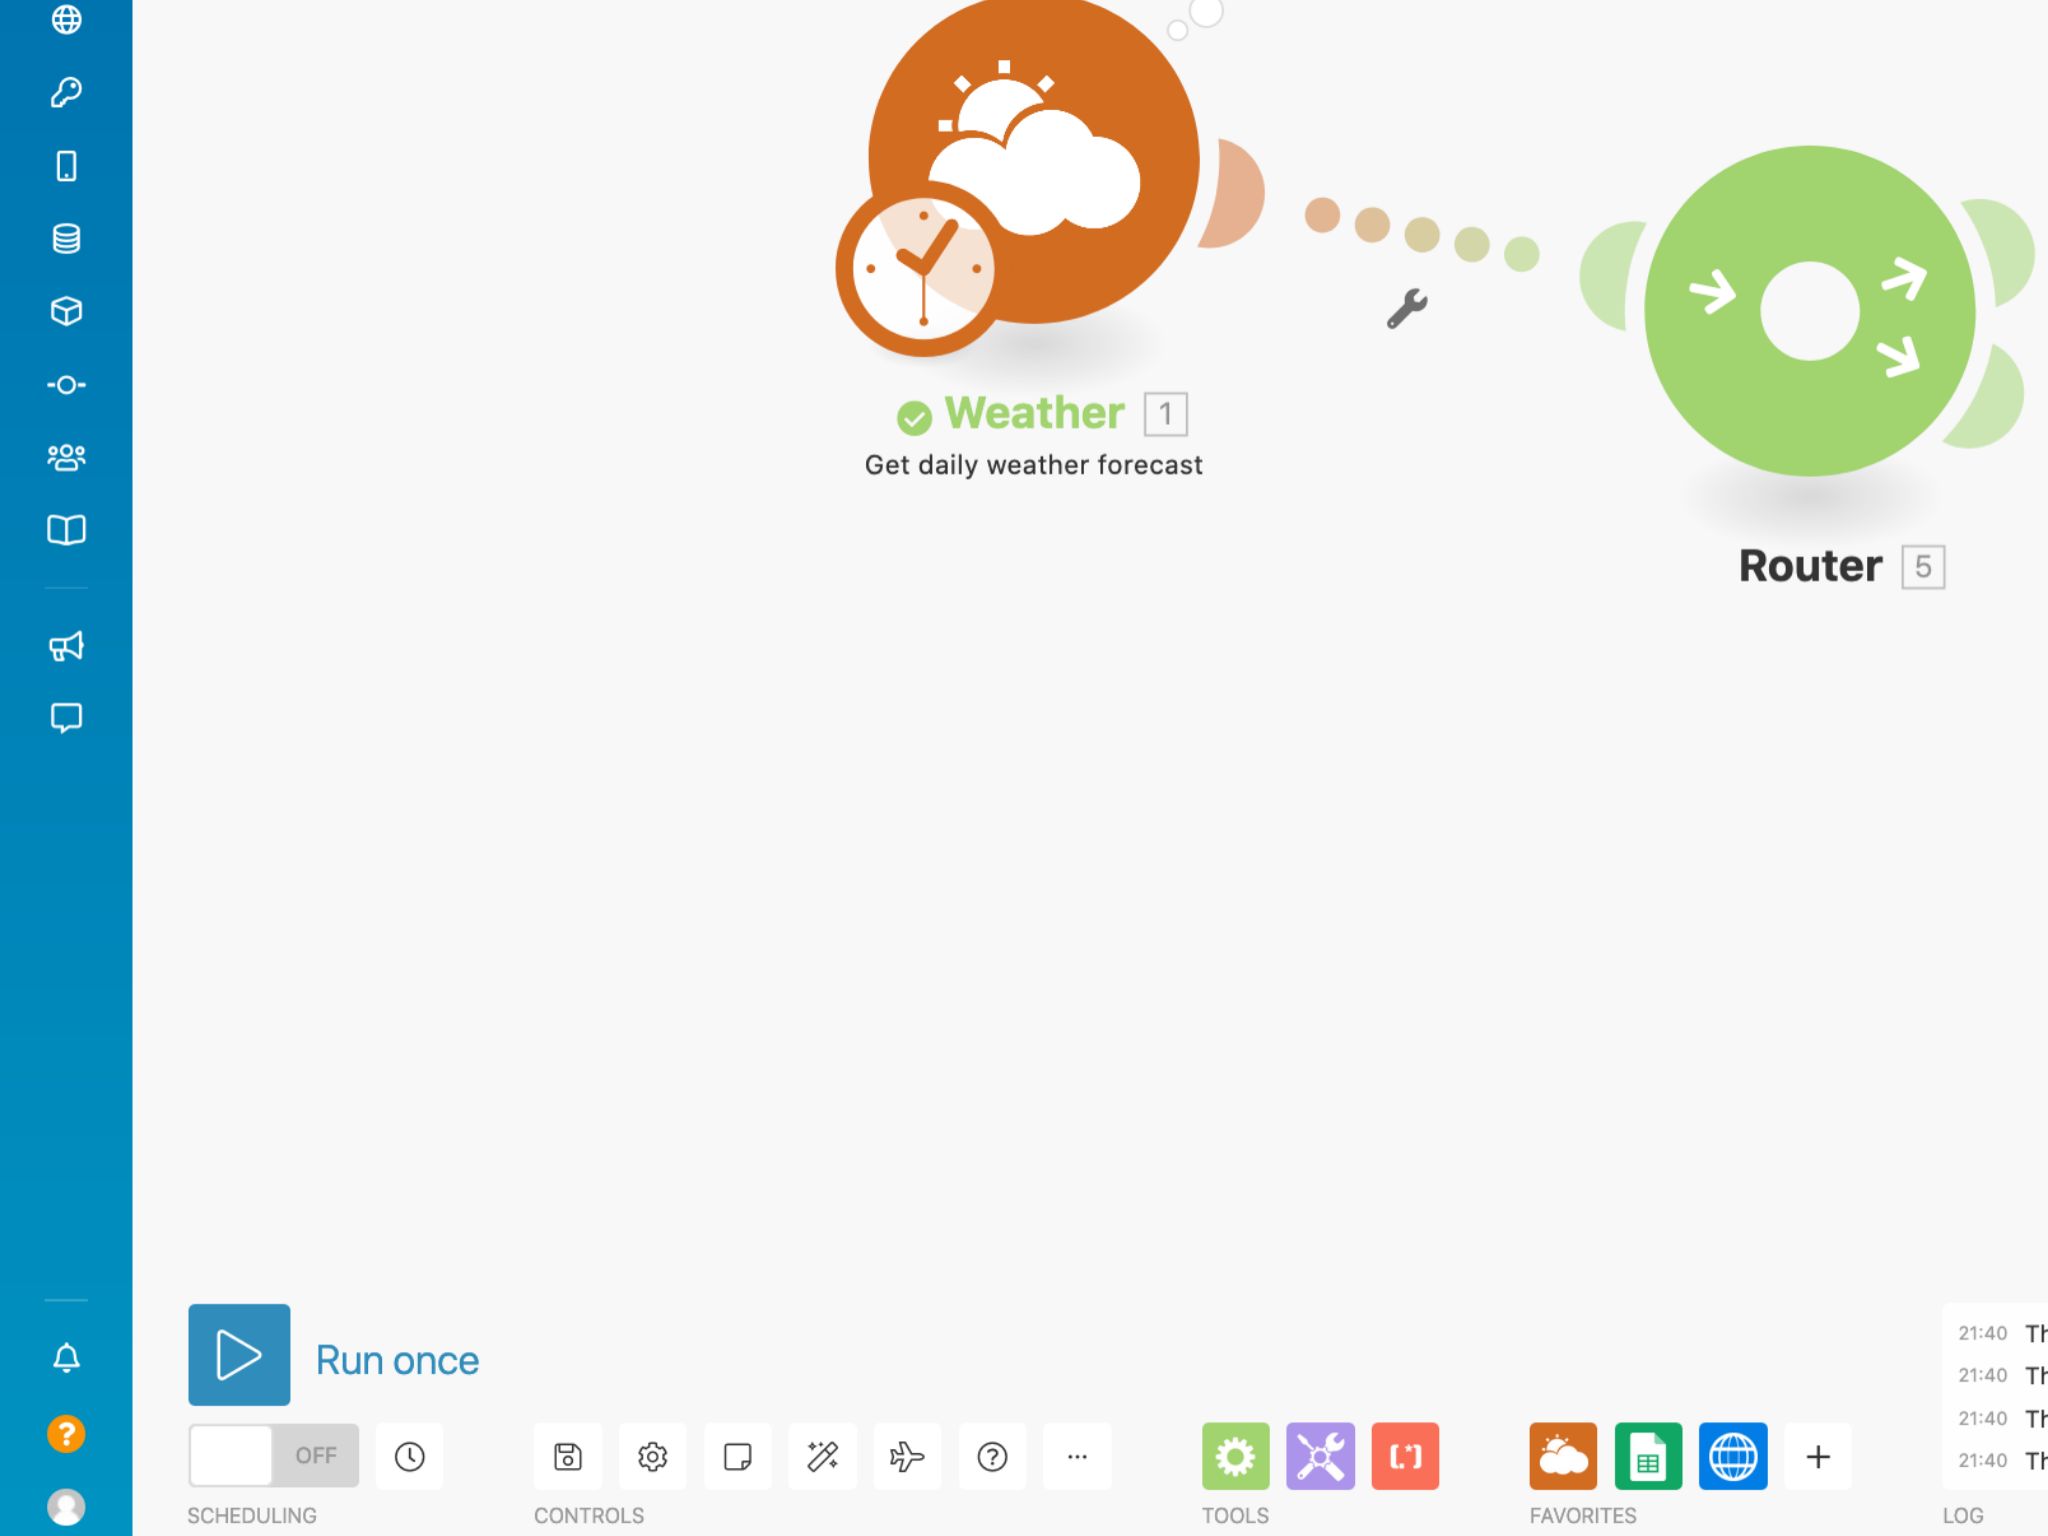 Weather 1
Get daily weather forecast
Router 5
Run once
OFF
SCHEDULING
CONTROLS
TOOLS
FAVORITES
21:40
21:40
21:40
21:40
LOG